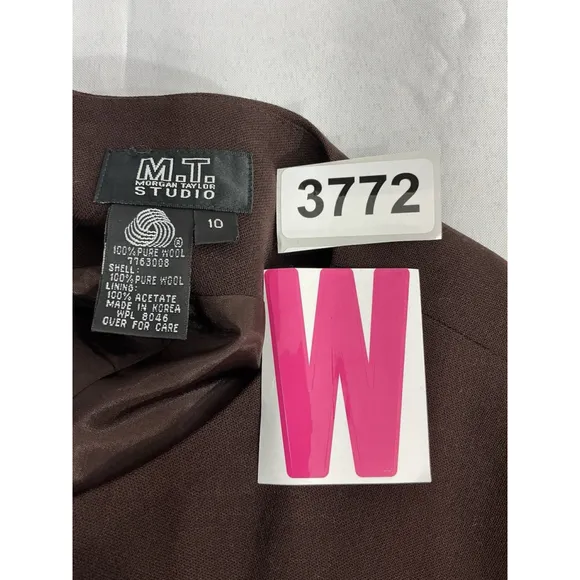 M.T.
MORGAN TAYLOR
STUDIO
10
®
100% PURE WOOL
7763008
SHELL:
100% PURE WOOL
LINING:
100% ACETATE
MADE IN KOREA
WPL 8046
OVER FOR CARE
3772
W